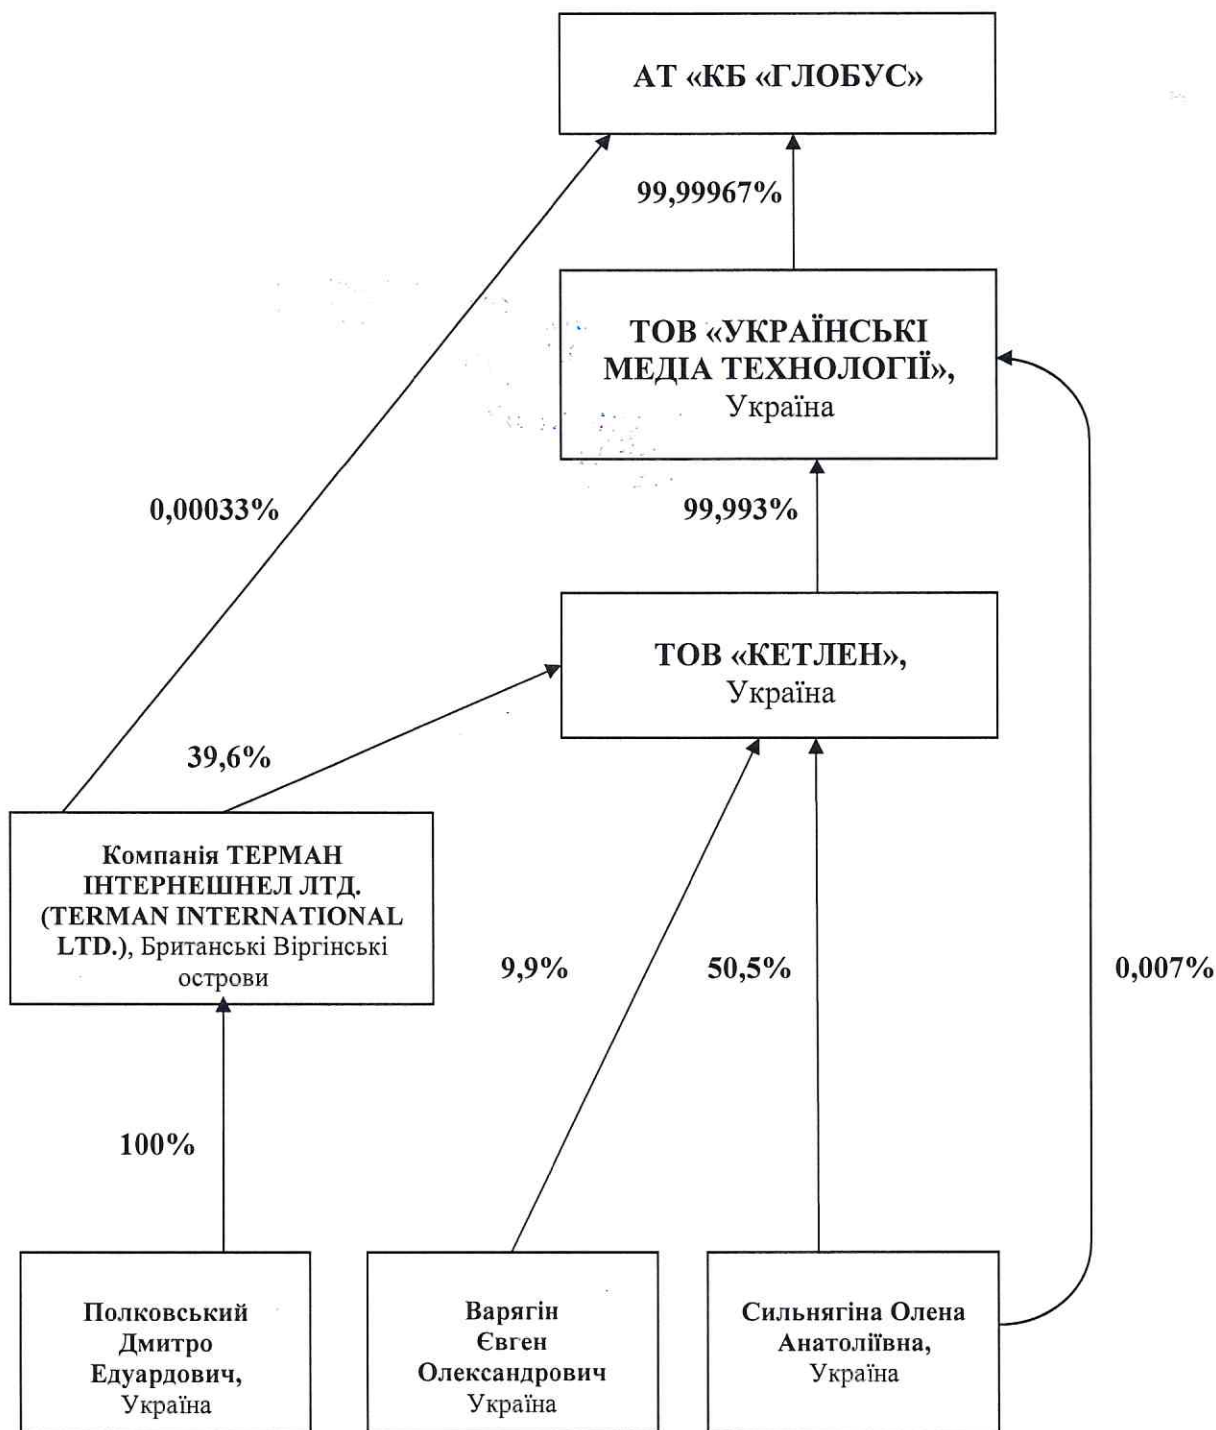 АТ «КБ «ГЛОБУС»
99,99967%
ТОВ «УКРАЇНСЬКІ
МЕДІА ТЕХНОЛОГІЇ»,
Україна
0,00033%
99,993%
ТОВ «КЕТЛЕН»,
Україна
39,6%
Компанія ТЕРМАН
ІНТЕРНЕШНЕЛ ЛТД.
(TERMAN INTERNATIONAL
LTD.), Британські Віргінські
острови
9,9%
50,5%
0,007%
100%
Полковський
Дмитро
Едуардович,
Україна
Варягін
Євген
Олександрович
Україна
Сильнягіна Олена
Анатоліївна,
Україна